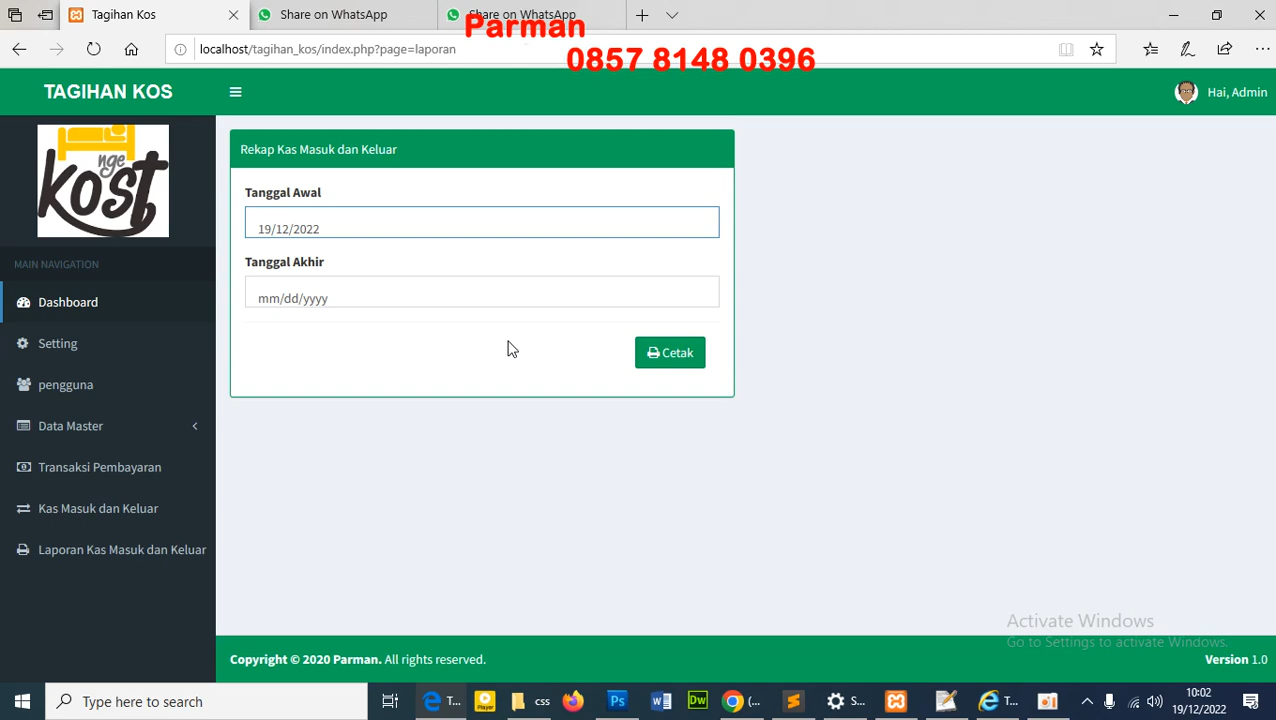 Tagihan Kos
Share on WhatsApp
Share on WhatsApp
Parman
0857 8148 0396
localhost/tagihan_kos/index.php?page=laporan
TAGIHAN KOS
Hai, Admin
nge
kost
MAIN NAVIGATION
Dashboard
Setting
pengguna
Data Master
Transaksi Pembayaran
Kas Masuk dan Keluar
Laporan Kas Masuk dan Keluar
Rekap Kas Masuk dan Keluar
Tanggal Awal
19/12/2022
Tanggal Akhir
mm/dd/yyyy
Cetak
Activate Windows
Go to Settings to activate Windows.
Copyright © 2020 Parman. All rights reserved.
Version 1.0
Type here to search
T...
Player
css
Ps
W
Dw
(...
S...
T...
10:02
19/12/2022